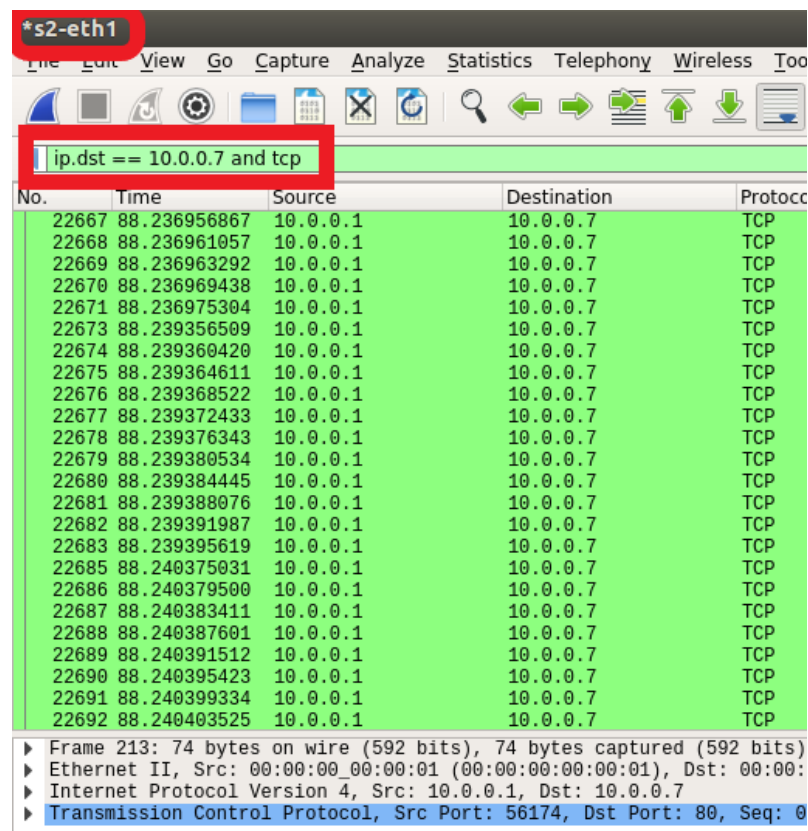 *s2-eth1
File Edit View Go Capture Analyze Statistics Telephony Wireless Too
ip.dst == 10.0.0.7 and tcp
No. Time Source Destination Protoco
22667 88.236956867 10.0.0.1 10.0.0.7 TCP
22668 88.236961057 10.0.0.1 10.0.0.7 TCP
22669 88.236963292 10.0.0.1 10.0.0.7 TCP
22670 88.236969438 10.0.0.1 10.0.0.7 TCP
22671 88.236975304 10.0.0.1 10.0.0.7 TCP
22673 88.239356509 10.0.0.1 10.0.0.7 TCP
22674 88.239360420 10.0.0.1 10.0.0.7 TCP
22675 88.239364611 10.0.0.1 10.0.0.7 TCP
22676 88.239368522 10.0.0.1 10.0.0.7 TCP
22677 88.239372433 10.0.0.1 10.0.0.7 TCP
22678 88.239376343 10.0.0.1 10.0.0.7 TCP
22679 88.239380534 10.0.0.1 10.0.0.7 TCP
22680 88.239384445 10.0.0.1 10.0.0.7 TCP
22681 88.239388076 10.0.0.1 10.0.0.7 TCP
22682 88.239391987 10.0.0.1 10.0.0.7 TCP
22683 88.239395619 10.0.0.1 10.0.0.7 TCP
22685 88.240375031 10.0.0.1 10.0.0.7 TCP
22686 88.240379500 10.0.0.1 10.0.0.7 TCP
22687 88.240383411 10.0.0.1 10.0.0.7 TCP
22688 88.240387601 10.0.0.1 10.0.0.7 TCP
22689 88.240391512 10.0.0.1 10.0.0.7 TCP
22690 88.240395423 10.0.0.1 10.0.0.7 TCP
22691 88.240399334 10.0.0.1 10.0.0.7 TCP
22692 88.240403525 10.0.0.1 10.0.0.7 TCP
Frame 213: 74 bytes on wire (592 bits), 74 bytes captured (592 bits)
Ethernet II, Src: 00:00:00_00:00:01 (00:00:00:00:00:01), Dst: 00:00:
Internet Protocol Version 4, Src: 10.0.0.1, Dst: 10.0.0.7
Transmission Control Protocol, Src Port: 56174, Dst Port: 80, Seq: 0